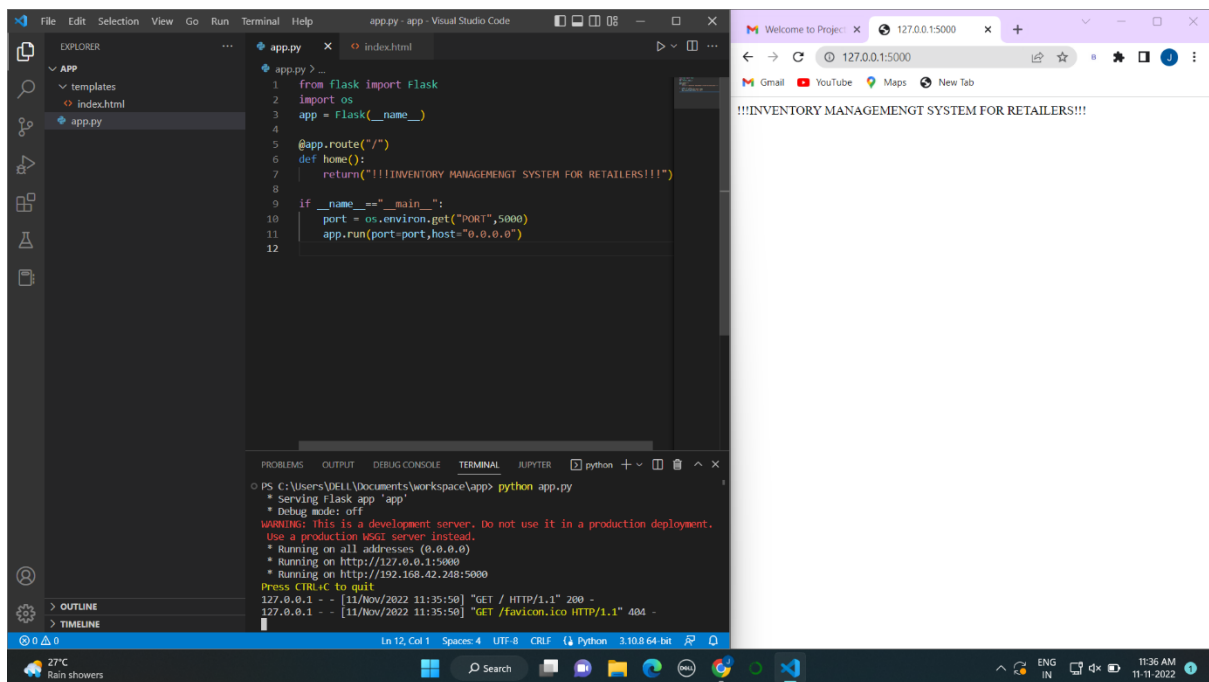 File Edit Selection View Go Run Terminal Help
app.py - app - Visual Studio Code
EXPLORER
APP
templates
index.html
app.py
app.py
index.html
app.py > ...
1 from flask import Flask
2 import os
3 app = Flask(__name__)
4
5 @app.route("/")
6 def home():
7 return("!!!INVENTORY MANAGEMENGT SYSTEM FOR RETAILERS!!!")
8
9 if __name__=="__main__":
10 port = os.environ.get("PORT",5000)
11 app.run(port=port,host="0.0.0.0")
12
PROBLEMS OUTPUT DEBUG CONSOLE TERMINAL JUPYTER python
PS C:\Users\DELL\Documents\workspace\app> python app.py
* Serving Flask app 'app'
* Debug mode: off
WARNING: This is a development server. Do not use it in a production deployment.
Use a production WSGI server instead.
* Running on all addresses (0.0.0.0)
* Running on http://127.0.0.1:5000
* Running on http://192.168.42.248:5000
Press CTRL+C to quit
127.0.0.1 - - [11/Nov/2022 11:35:50] "GET / HTTP/1.1" 200 -
127.0.0.1 - - [11/Nov/2022 11:35:50] "GET /favicon.ico HTTP/1.1" 404 -
OUTLINE
TIMELINE
0 0
Ln 12, Col 1 Spaces: 4 UTF-8 CRLF Python 3.10.8 64-bit
Welcome to Project
127.0.0.1:5000
127.0.0.1:5000
J
Gmail YouTube Maps New Tab
!!!INVENTORY MANAGEMENGT SYSTEM FOR RETAILERS!!!
27°C
Rain showers
Search
DELL
ENG
IN
11:36 AM
11-11-2022
1